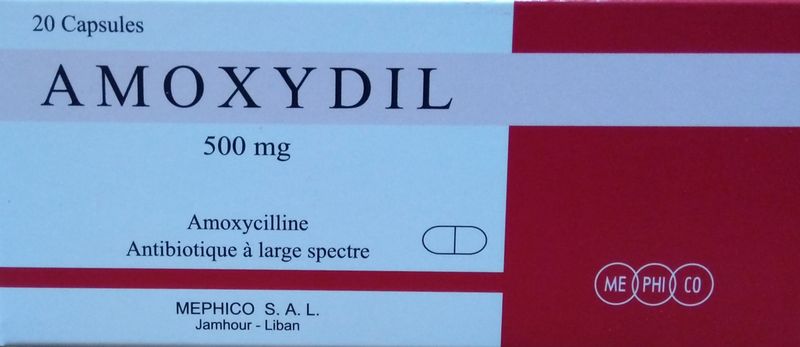 20 Capsules
AMOXYDIL
500 mg
Amoxycilline
Antibiotique à large spectre
MEPHICO S. A. L.
Jamhour - Liban
ME PHI CO